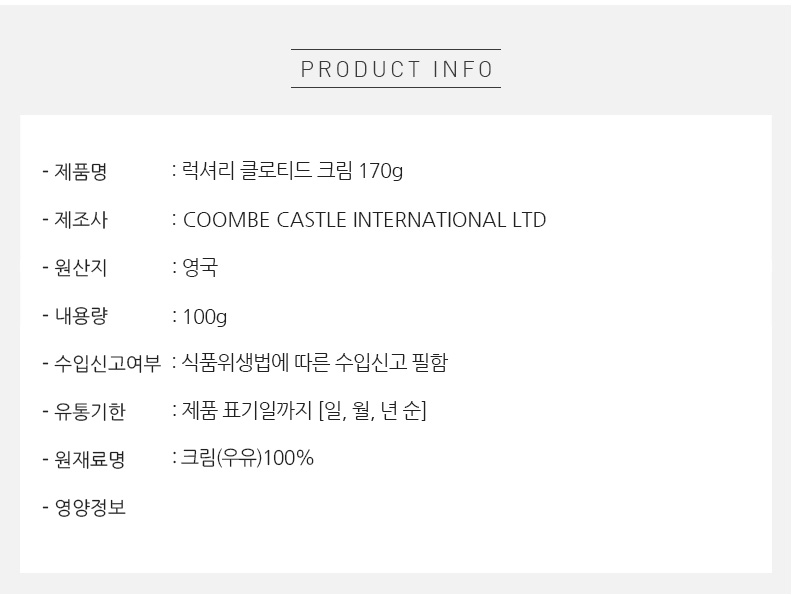 PRODUCT INFO
- 제품명 : 럭셔리 클로티드 크림 170g
- 제조사 : COOMBE CASTLE INTERNATIONAL LTD
- 원산지 : 영국
- 내용량 : 100g
- 수입신고여부 : 식품위생법에 따른 수입신고 필함
- 유통기한 : 제품 표기일까지 [일, 월, 년 순]
- 원재료명 : 크림(우유)100%
- 영양정보